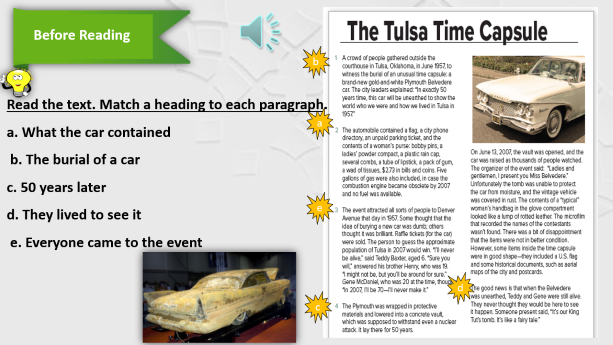 Before Reading
Read the text. Match a heading to each paragraph.
a. What the car contained
b. The burial of a car
c. 50 years later
d. They lived to see it
e. Everyone came to the event
The Tulsa Time Capsule
b
1 A crowd of people gathered outside the
courthouse in Tulsa, Oklahoma, in June 1957, to
witness the burial of an unusual time capsule: a
brand-new gold-and-white Plymouth Belvedere
car. The city leaders explained: "In exactly 50
years time, this car will be unearthed to show the
world who we were and how we lived in Tulsa in
1957."
a
2 The automobile contained a flag, a city phone
directory, an unpaid parking ticket, and the
contents of a woman's purse: bobby pins, a
ladies' powder compact, a plastic rain cap,
several combs, a tube of lipstick, a pack of gum,
a wad of tissues, $2.73 in bills and coins. Five
gallons of gas were also included, in case the
combustion engine became obsolete by 2007
and no fuel was available.
e
3 The event attracted all sorts of people to Denver
Avenue that day in 1957. Some thought that the
idea of burying a new car was dumb; others
thought it was brilliant. Raffle tickets (for the car)
were sold. The person to guess the approximate
population of Tulsa in 2007 would win. "I'll never
be alive," said Teddy Baxter, aged 6. "Sure you
will," answered his brother Henry, who was 19.
"I might not be, but you'll be around for sure."
Gene McDaniel, who was 20 at the time, thought
"In 2007, I'll be 70—I'll never make it."
c
4 The Plymouth was wrapped in protective
materials and lowered into a concrete vault,
which was supposed to withstand even a nuclear
attack. It lay there for 50 years.
On June 13, 2007, the vault was opened, and the
car was raised as thousands of people watched.
The organizer of the event said: "Ladies and
gentlemen, I present you Miss Belvedere."
Unfortunately the tomb was unable to protect
the car from moisture, and the vintage vehicle
was covered in rust. The contents of a "typical"
woman's handbag in the glove compartment
looked like a lump of rotted leather. The microfilm
that recorded the names of the contestants
wasn't found. There was a bit of disappointment
that the items were not in better condition.
However, some items inside the time capsule
were in good shape—they included a U.S. flag
and some historical documents, such as aerial
maps of the city and postcards.
d
The good news is that when the Belvedere
was unearthed, Teddy and Gene were still alive.
They never thought they would be here to see
it happen. Someone present said, "It's our King
Tut's tomb. It's like a fairy tale."